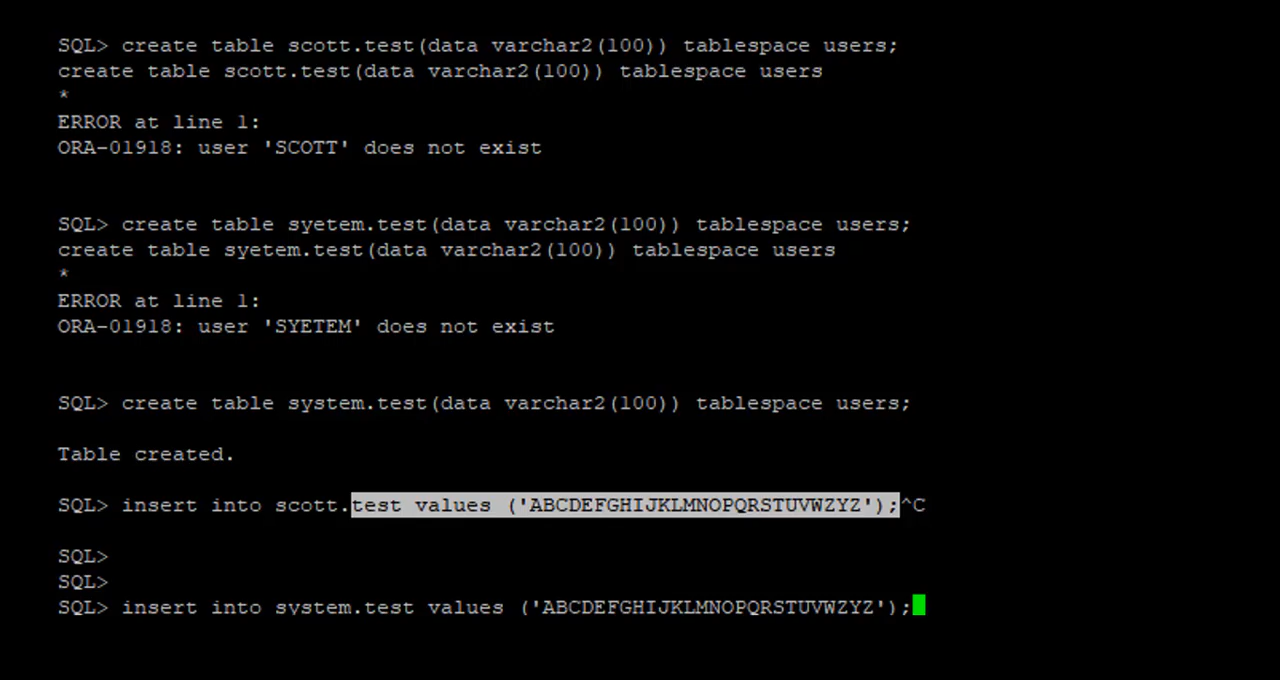 SQL> create table scott.test(data varchar2(100)) tablespace users;
create table scott.test(data varchar2(100)) tablespace users
*
ERROR at line 1:
ORA-01918: user 'SCOTT' does not exist
SQL> create table syetem.test(data varchar2(100)) tablespace users;
create table syetem.test(data varchar2(100)) tablespace users
*
ERROR at line 1:
ORA-01918: user 'SYETEM' does not exist
SQL> create table system.test(data varchar2(100)) tablespace users;
Table created.
SQL> insert into scott.test values ('ABCDEFGHIJKLMNOPQRSTUVWZYZ');^C
SQL>
SQL>
SQL> insert into system.test values ('ABCDEFGHIJKLMNOPQRSTUVWZYZ');